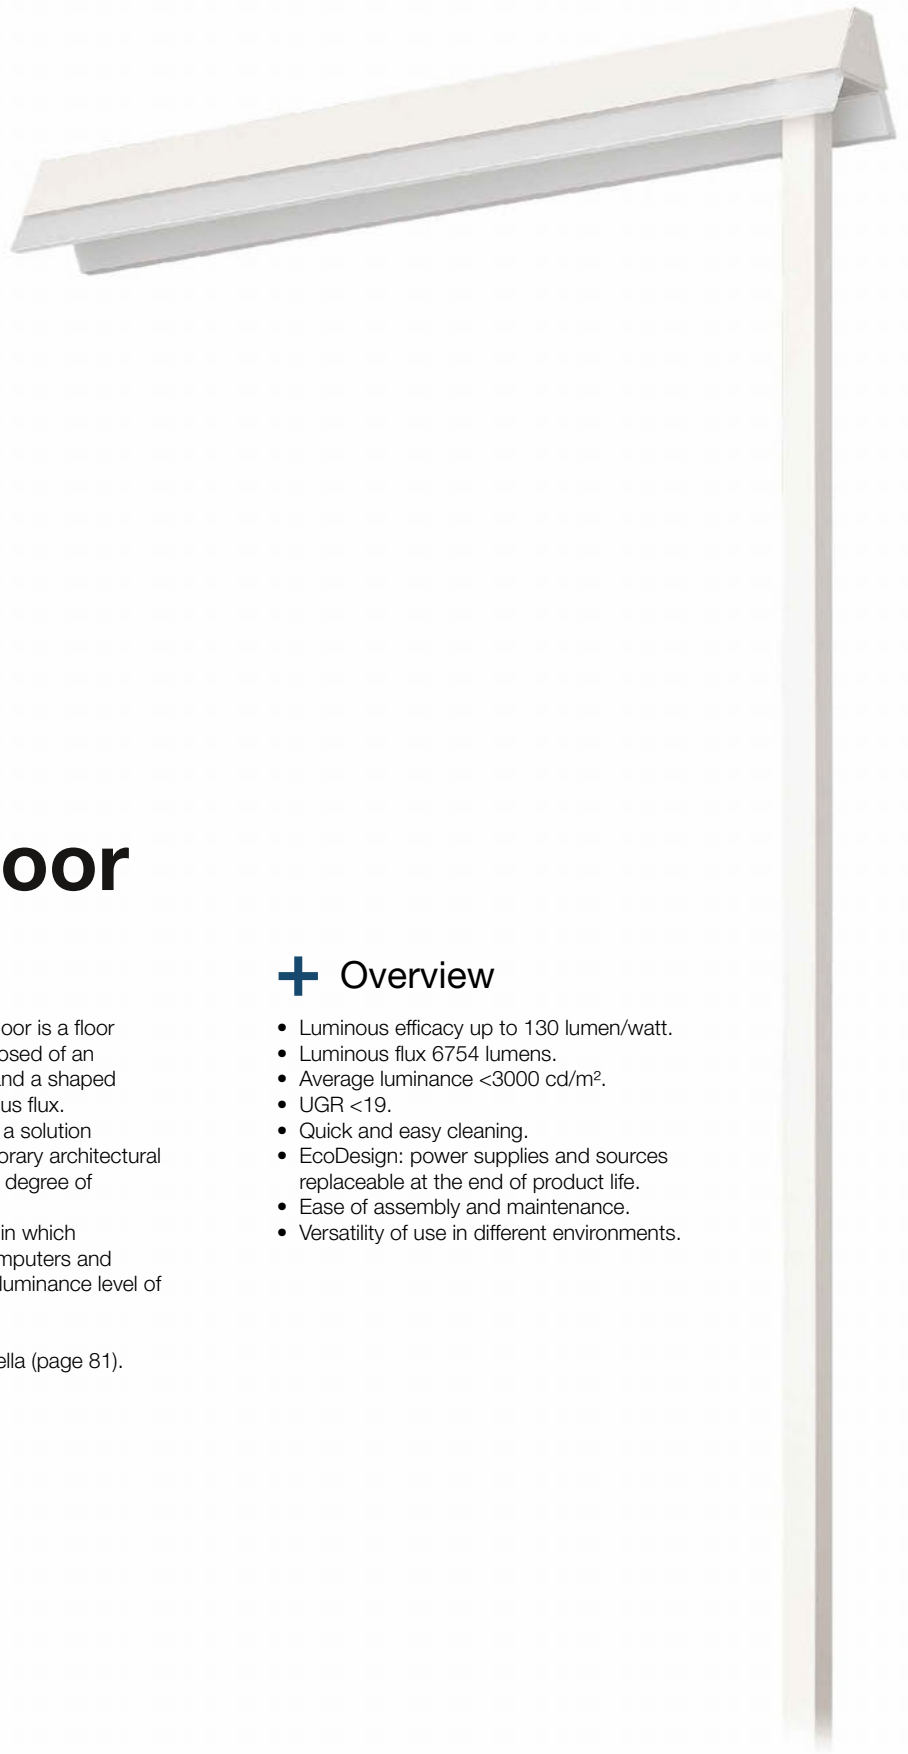 oor
oor is a floor
osed of an
nd a shaped
us flux.
a solution
orary architectural
degree of
in which
mputers and
luminance level of
ella (page 81).
Overview
• Luminous efficacy up to 130 lumen/watt.
• Luminous flux 6754 lumens.
• Average luminance <3000 cd/m².
• UGR <19.
• Quick and easy cleaning.
• EcoDesign: power supplies and sources
replaceable at the end of product life.
• Ease of assembly and maintenance.
• Versatility of use in different environments.